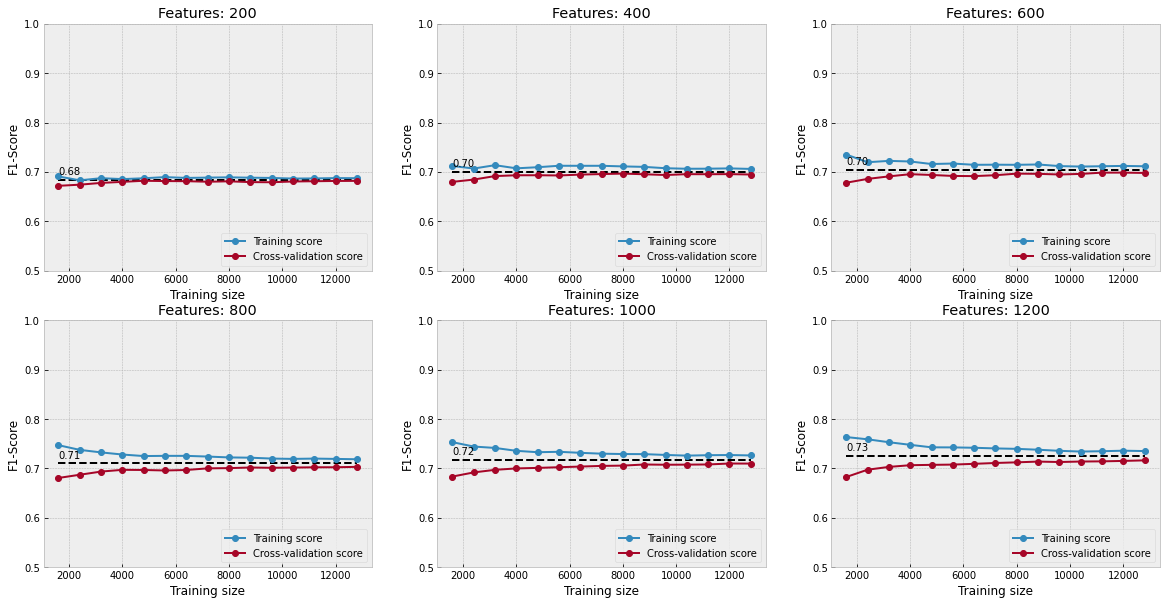 Features: 200
1.0
0.9
0.8
0.7
0.6
0.5
F1-Score
0.68
Training score
Cross-validation score
2000 4000 6000 8000 10000 12000
Training size
Features: 400
1.0
0.9
0.8
0.7
0.6
0.5
F1-Score
0.70
Training score
Cross-validation score
2000 4000 6000 8000 10000 12000
Training size
Features: 600
1.0
0.9
0.8
0.7
0.6
0.5
F1-Score
0.70
Training score
Cross-validation score
2000 4000 6000 8000 10000 12000
Training size
Features: 800
1.0
0.9
0.8
0.7
0.6
0.5
F1-Score
0.71
Training score
Cross-validation score
2000 4000 6000 8000 10000 12000
Training size
Features: 1000
1.0
0.9
0.8
0.7
0.6
0.5
F1-Score
0.72
Training score
Cross-validation score
2000 4000 6000 8000 10000 12000
Training size
Features: 1200
1.0
0.9
0.8
0.7
0.6
0.5
F1-Score
0.73
Training score
Cross-validation score
2000 4000 6000 8000 10000 12000
Training size